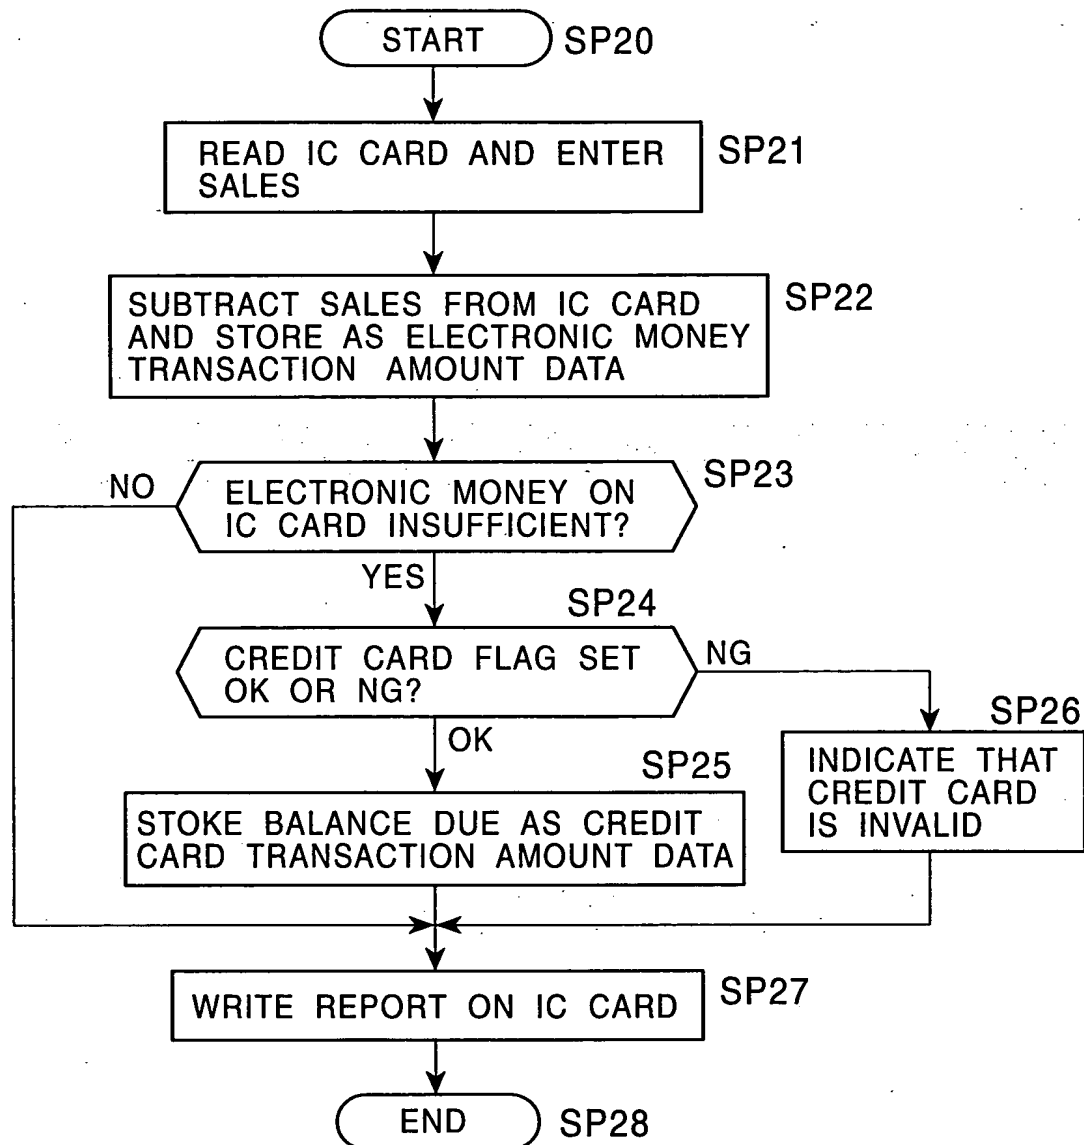 START SP20
READ IC CARD AND ENTER SP21
SALES
SUBTRACT SALES FROM IC CARD SP22
AND STORE AS ELECTRONIC MONEY
TRANSACTION AMOUNT DATA
SP23
NO ELECTRONIC MONEY ON
IC CARD INSUFFICIENT?
YES
SP24
CREDIT CARD FLAG SET NG
OK OR NG?
SP26
OK
SP25
INDICATE THAT
CREDIT CARD
IS INVALID
STOKE BALANCE DUE AS CREDIT
CARD TRANSACTION AMOUNT DATA
WRITE REPORT ON IC CARD SP27
END SP28